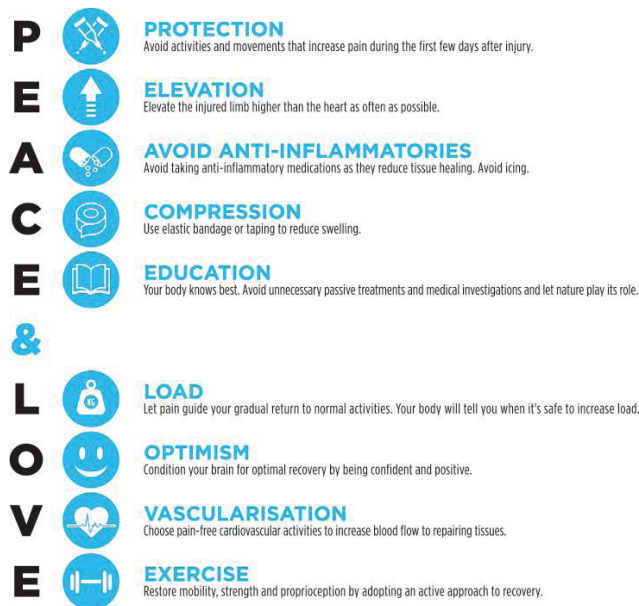 P
PROTECTION
Avoid activities and movements that increase pain during the first few days after injury.
E
ELEVATION
Elevate the injured limb higher than the heart as often as possible.
A
AVOID ANTI-INFLAMMATORIES
Avoid taking anti-inflammatory medications as they reduce tissue healing. Avoid icing.
C
COMPRESSION
Use elastic bandage or taping to reduce swelling.
E
EDUCATION
Your body knows best. Avoid unnecessary passive treatments and medical investigations and let nature play its role.
&
L
KG
LOAD
Let pain guide your gradual return to normal activities. Your body will tell you when it's safe to increase load.
O
OPTIMISM
Condition your brain for optimal recovery by being confident and positive.
V
VASCULARISATION
Choose pain-free cardiovascular activities to increase blood flow to repairing tissues.
E
EXERCISE
Restore mobility, strength and proprioception by adopting an active approach to recovery.